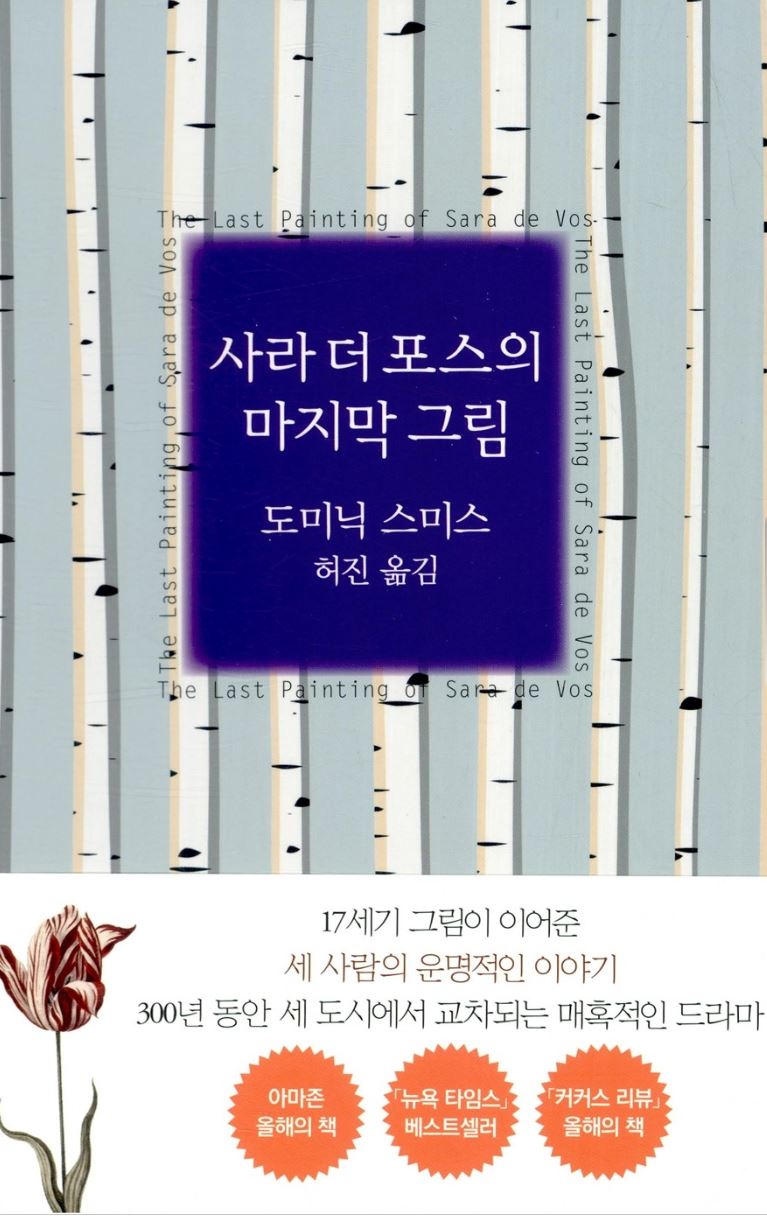 The Last Painting of Sara de Vos
The Last Painting of Sara de Vos
The Last Painting of Sara de Vos
사라 더 포스의
마지막 그림
도미닉 스미스
허진 옮김
The Last Painting of Sara de Vos
17세기 그림이 이어준
세 사람의 운명적인 이야기
300년 동안 세 도시에서 교차되는 매혹적인 드라마
아마존
올해의 책
「뉴욕 타임스」
베스트셀러
「커커스 리뷰」
올해의 책